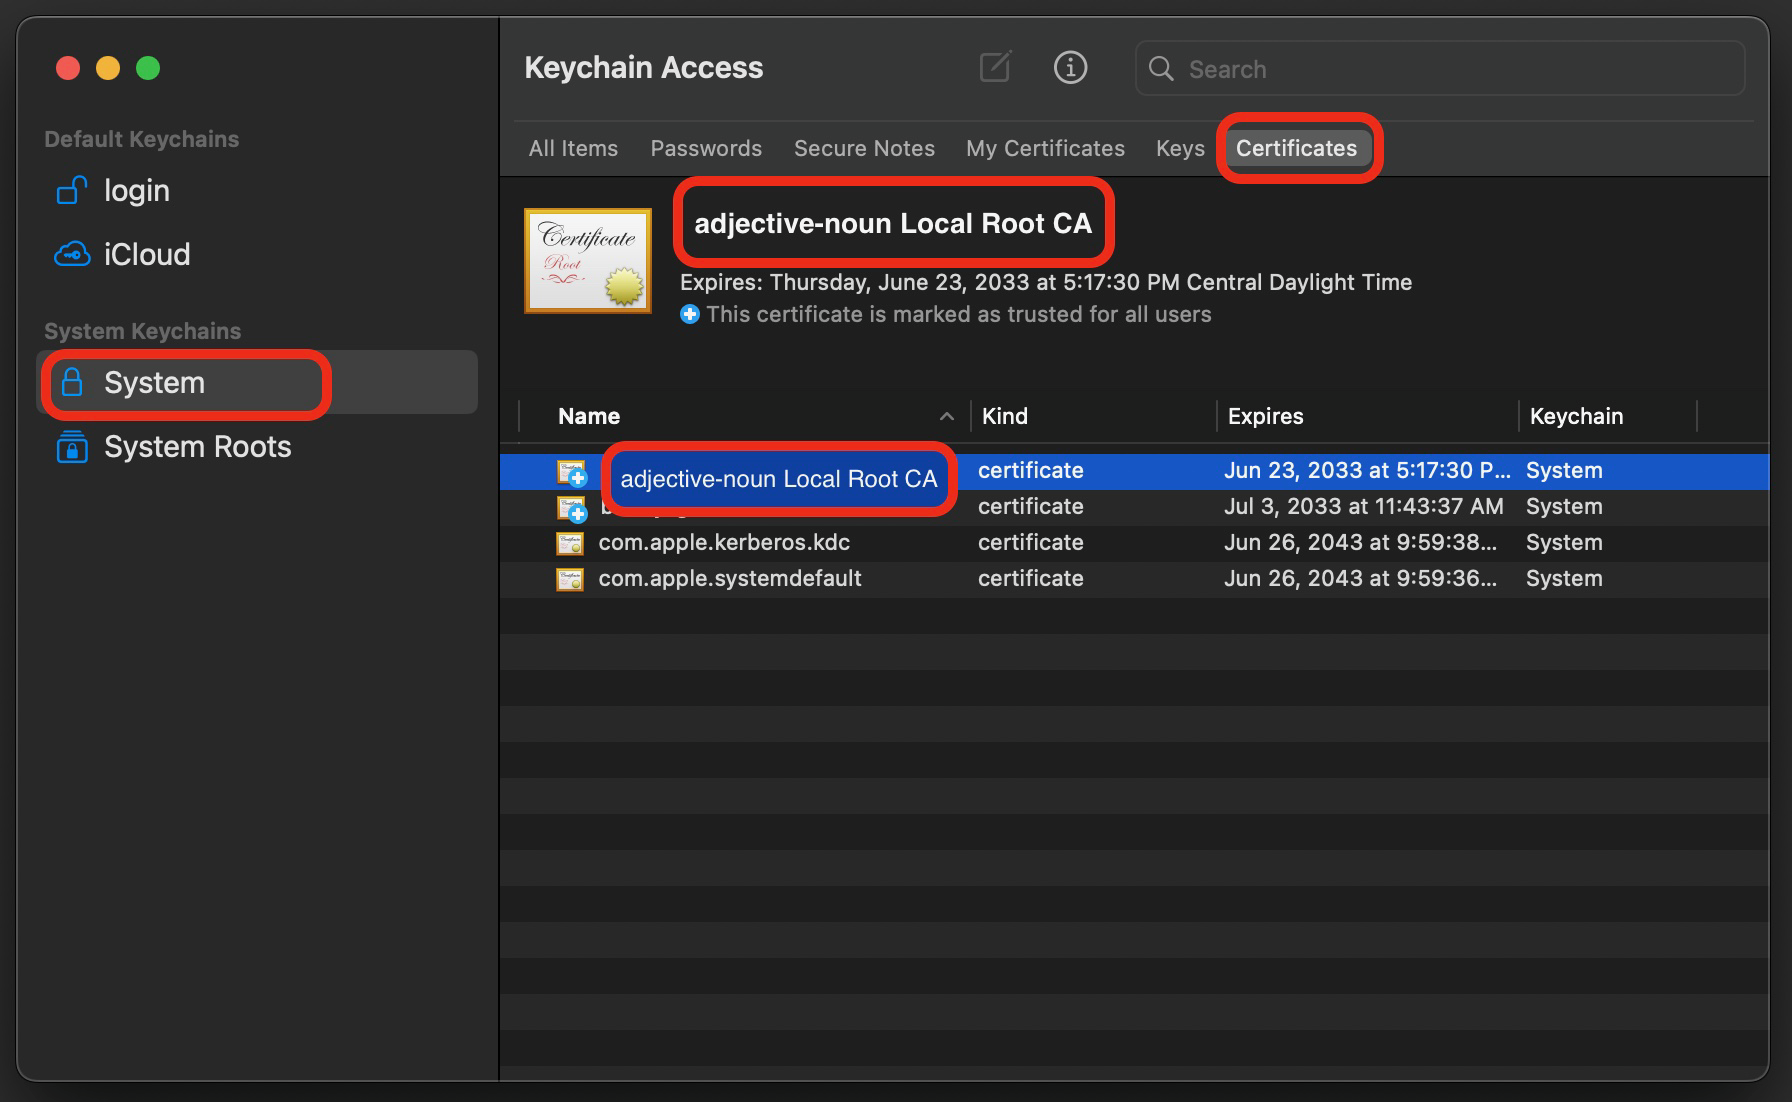 Keychain Access
Search
Default Keychains
login
iCloud
System Keychains
System
System Roots
All Items Passwords Secure Notes My Certificates Keys Certificates
Certificate
Root
adjective-noun Local Root CA
Expires: Thursday, June 23, 2033 at 5:17:30 PM Central Daylight Time
This certificate is marked as trusted for all users
Name Kind Expires Keychain
adjective-noun Local Root CA certificate Jun 23, 2033 at 5:17:30 P... System
certificate Jul 3, 2033 at 11:43:37 AM System
com.apple.kerberos.kdc certificate Jun 26, 2043 at 9:59:38... System
com.apple.systemdefault certificate Jun 26, 2043 at 9:59:36... System